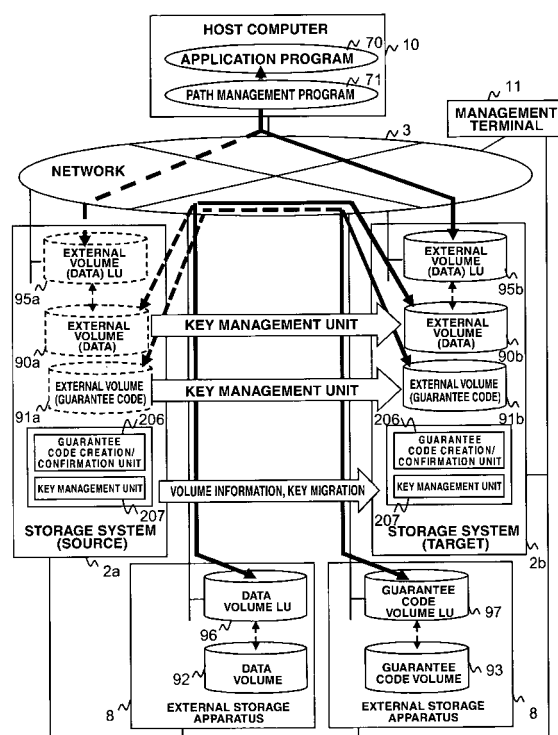 HOST COMPUTER
70
10
APPLICATION PROGRAM
71
PATH MANAGEMENT PROGRAM
11
MANAGEMENT
TERMINAL
3
NETWORK
EXTERNAL
VOLUME
(DATA) LU
95a
EXTERNAL
VOLUME
(DATA) LU
95b
EXTERNAL
VOLUME
(DATA)
90a
KEY MANAGEMENT UNIT
EXTERNAL
VOLUME
(DATA)
90b
EXTERNAL VOLUME
(GUARANTEE CODE)
91a
KEY MANAGEMENT UNIT
EXTERNAL VOLUME
(GUARANTEE CODE)
91b
206
GUARANTEE
CODE CREATION/
CONFIRMATION UNIT
KEY MANAGEMENT UNIT
207
STORAGE SYSTEM
(SOURCE)
2a
VOLUME INFORMATION, KEY MIGRATION
206
GUARANTEE
CODE CREATION/
CONFIRMATION UNIT
KEY MANAGEMENT UNIT
207
STORAGE SYSTEM
(TARGET)
2b
DATA
VOLUME LU
96
92
DATA
VOLUME
8
EXTERNAL STORAGE
APPARATUS
GUARANTEE
CODE
VOLUME LU
97
GUARANTEE
CODE VOLUME
93
EXTERNAL STORAGE
APPARATUS
8